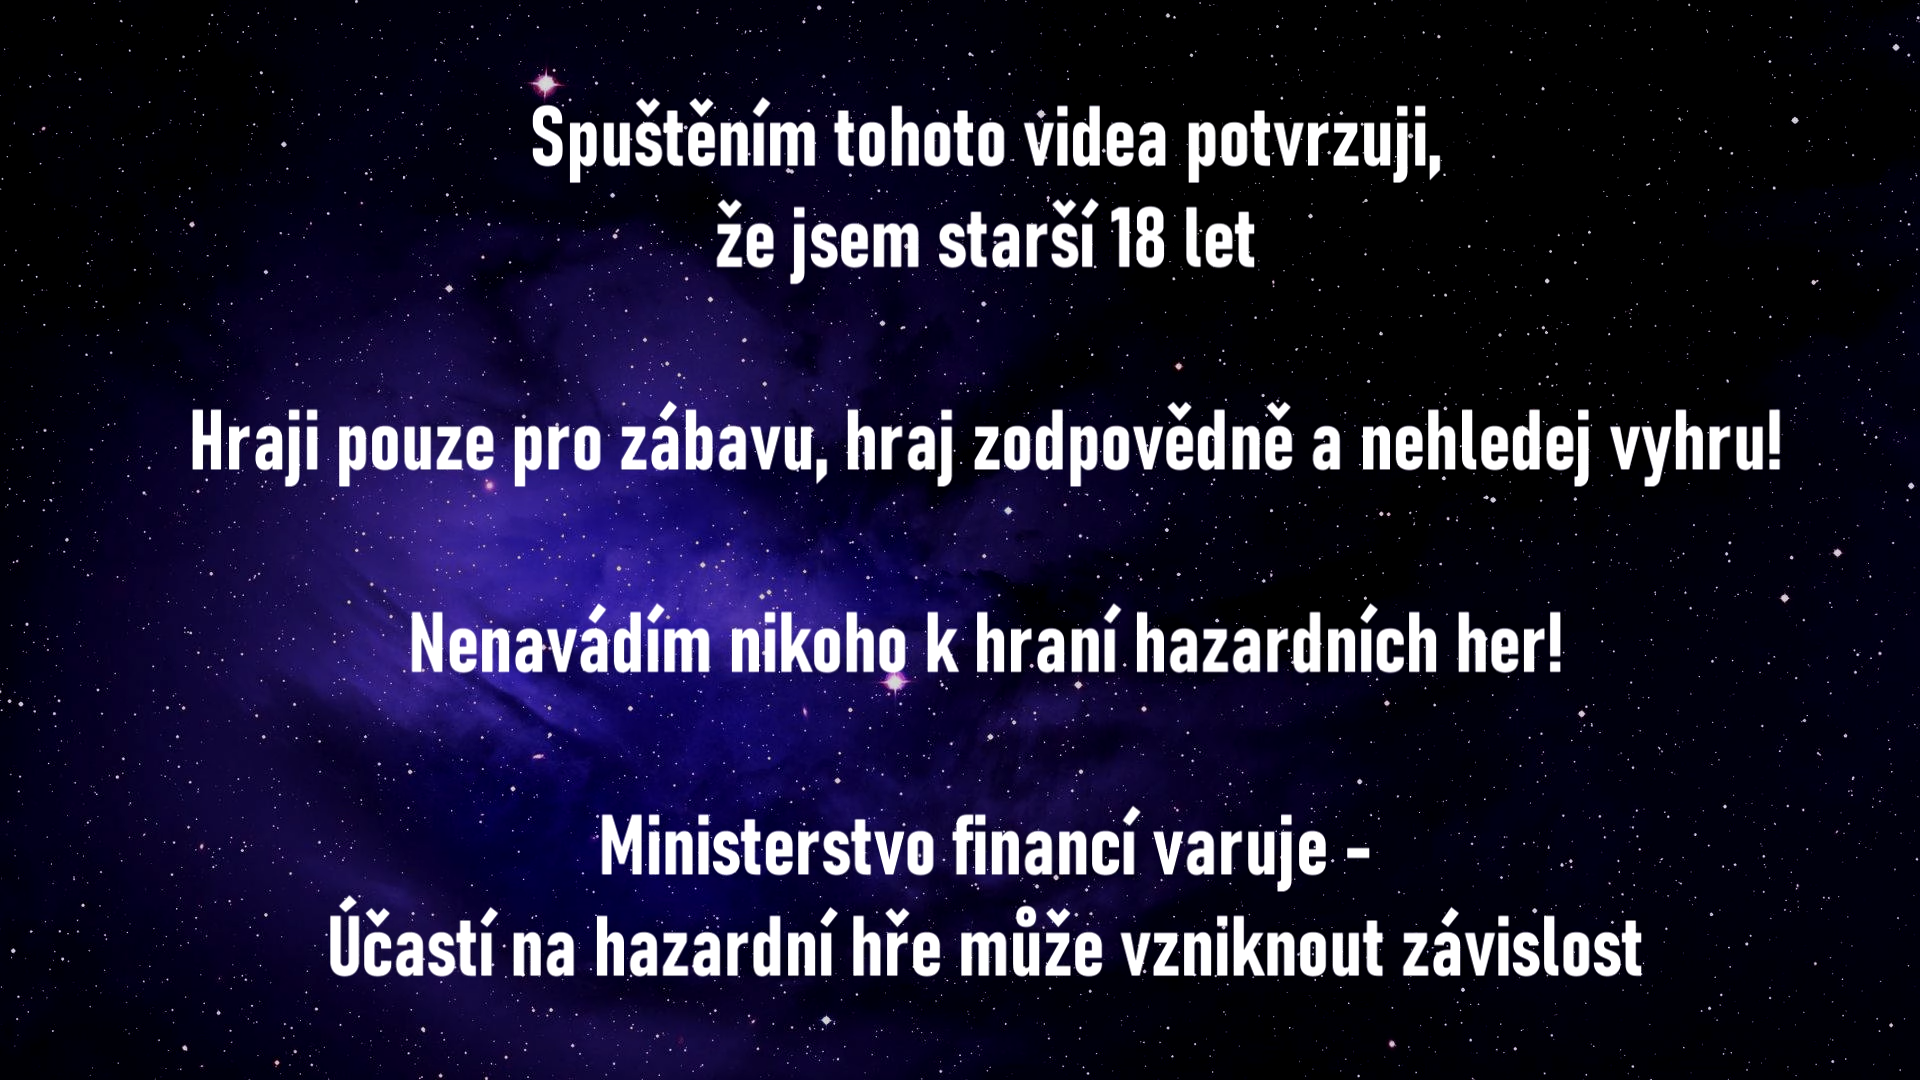 Spuštěním tohoto videa potvrzuji,
že jsem starší 18 let
Hraji pouze pro zábavu, hraj zodpovědně a nehledej vyhru!
Nenavádím nikoho k hraní hazardních her!
Ministerstvo financí varuje -
Účastí na hazardní hře může vzniknout závislost